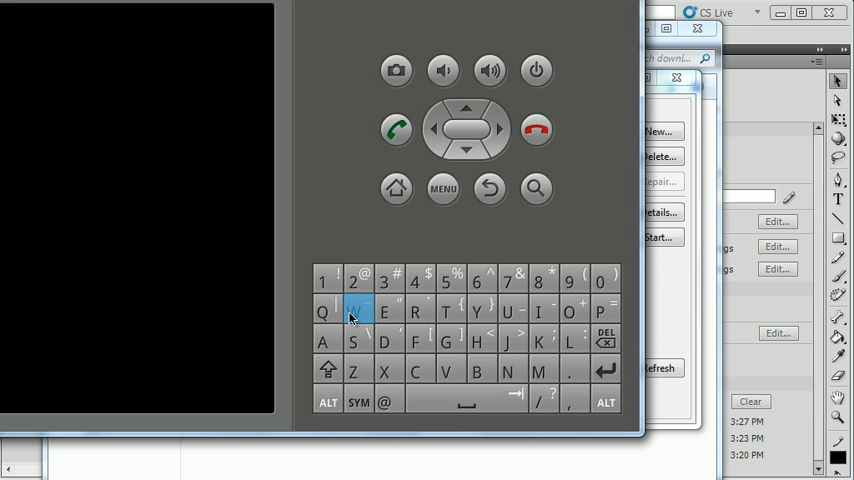 CS Live
ch downl...
New...
Delete...
Repair...
Details...
Start...
Refresh
MENU
1 ! 2 @ 3 # 4 $ 5 % 6 ^ 7 & 8 * 9 ( 0 )
Q | W E " R ` T { Y } U _ I - O + P =
A S \ D ' F [ G ] H < J > K ; L : DEL
Z X C V B N M .
ALT SYM @ / ? , ALT
Edit...
gs Edit...
gs
Edit...
Clear
3:27 PM
3:23 PM
3:20 PM
T